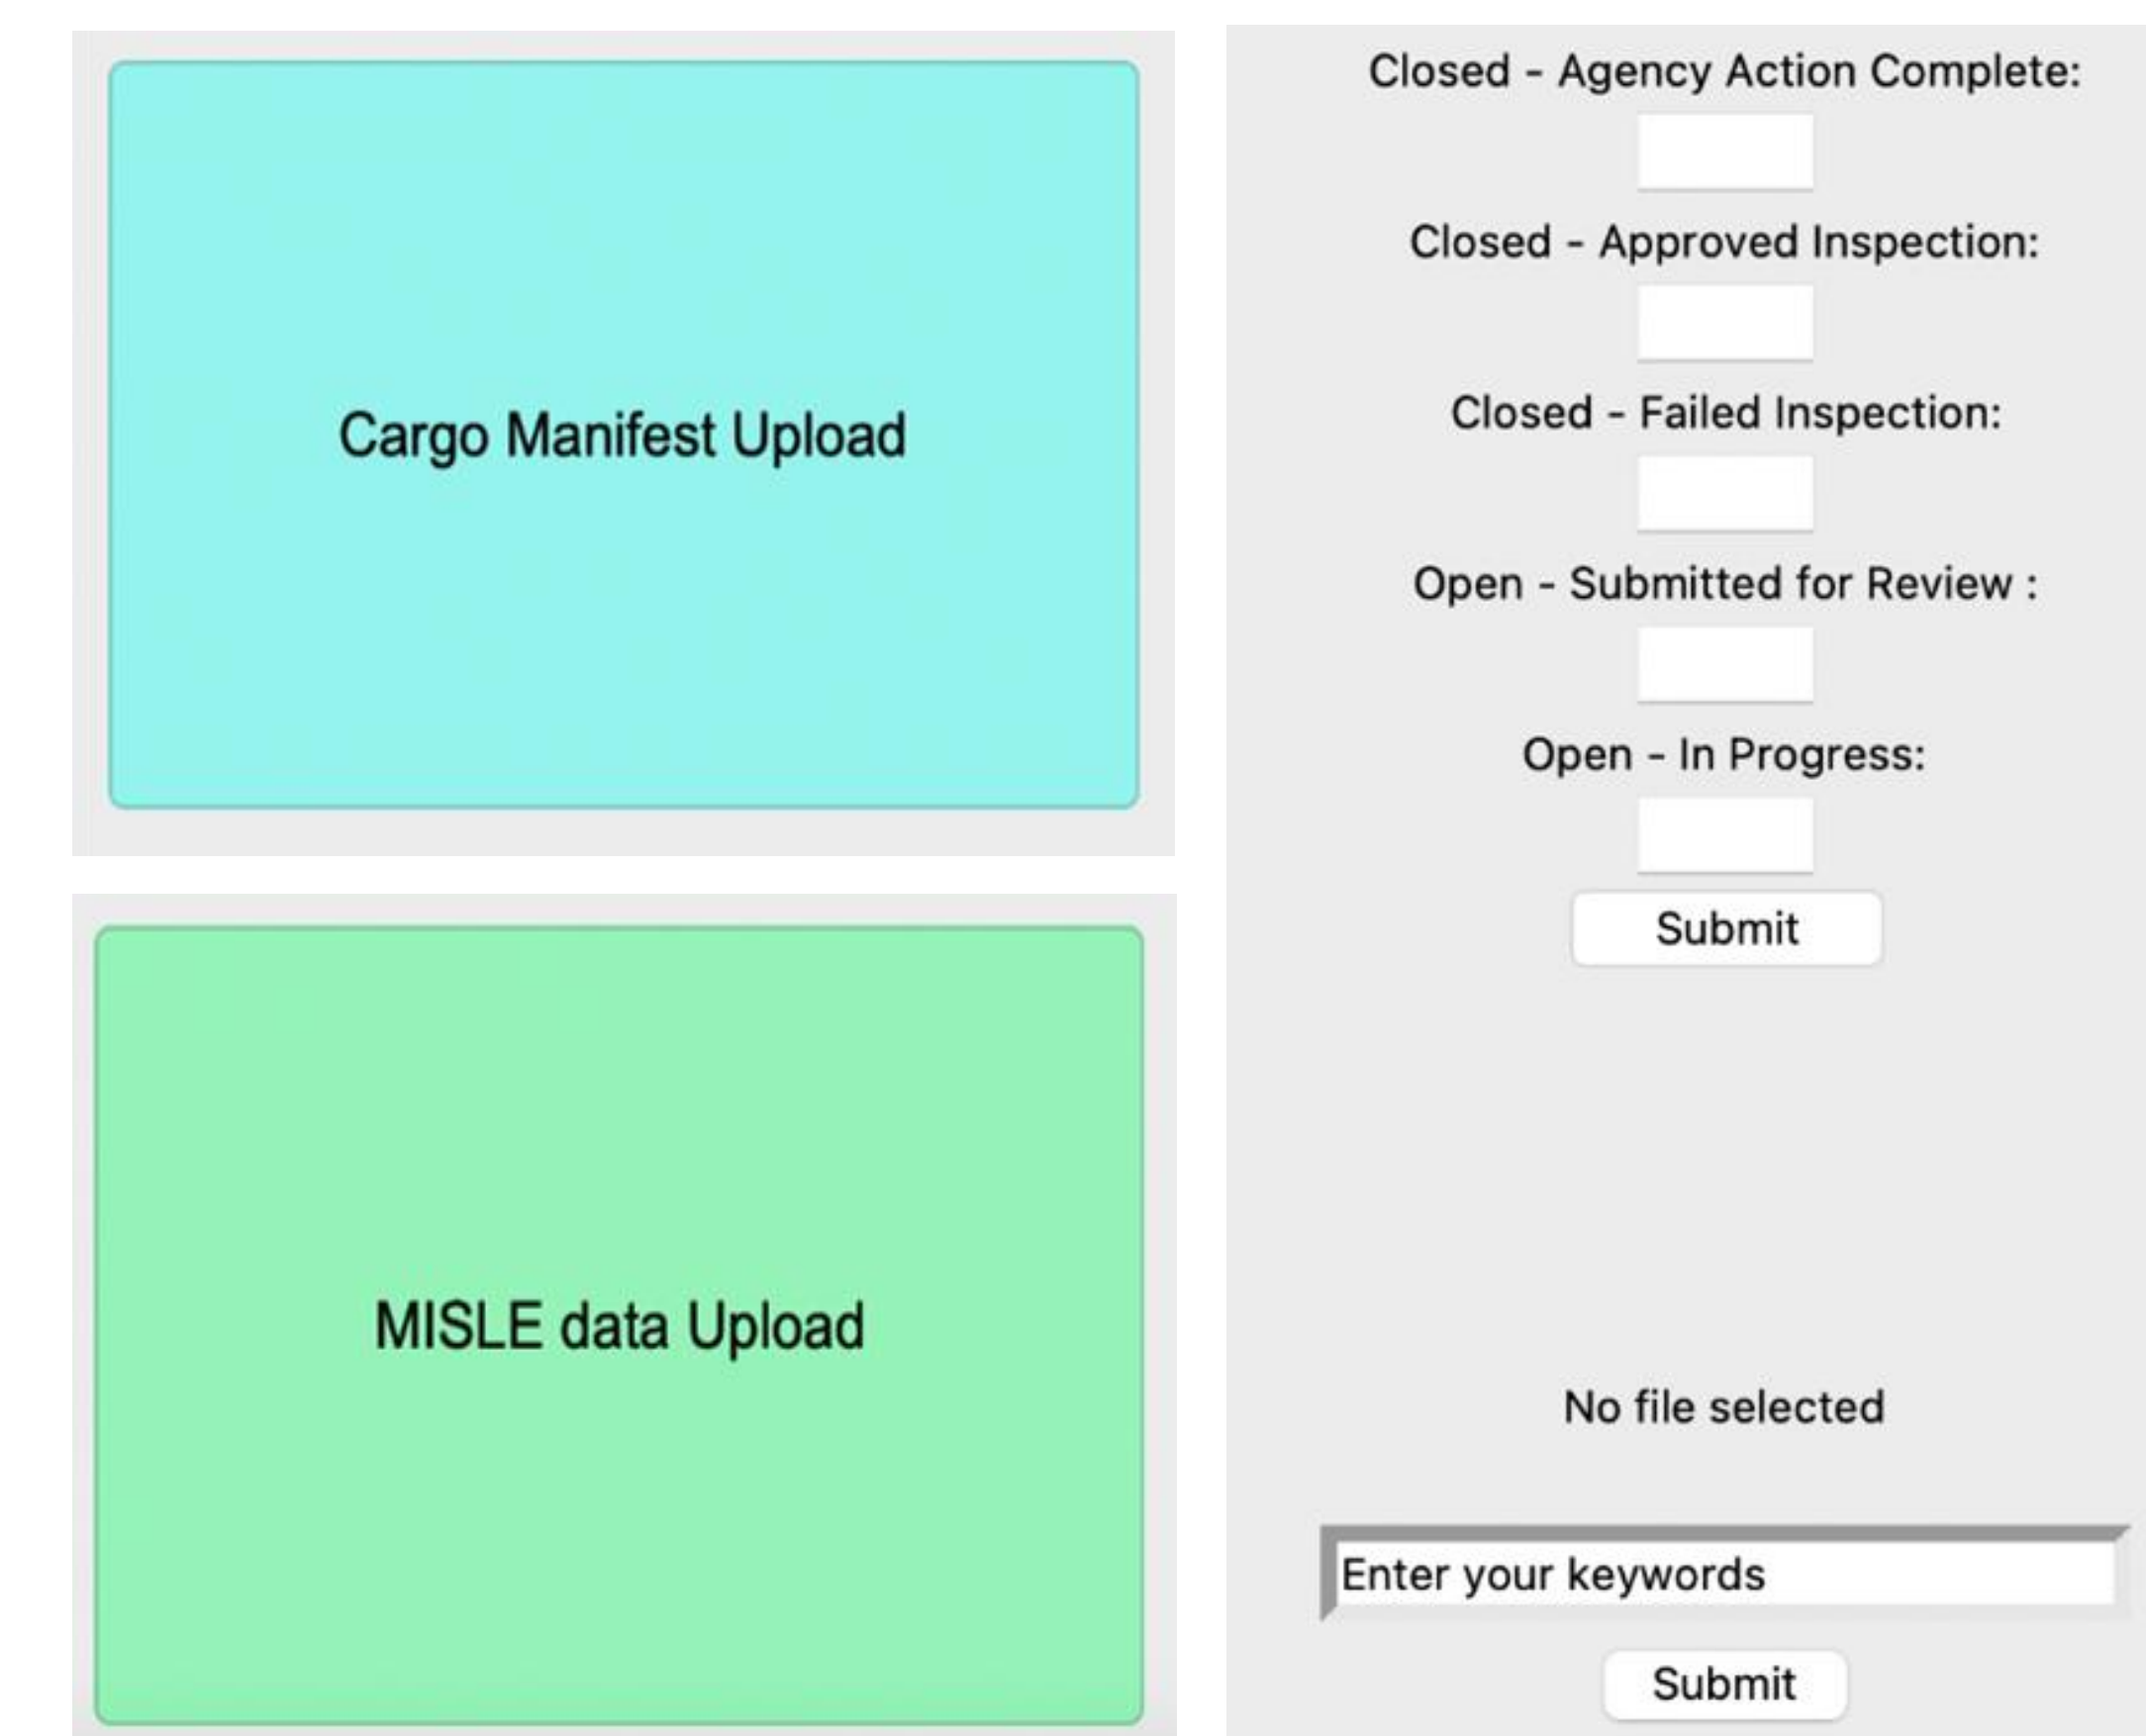 Cargo Manifest Upload
MISLE data Upload
Closed - Agency Action Complete:
Closed - Approved Inspection:
Closed - Failed Inspection:
Open - Submitted for Review :
Open - In Progress:
Submit
No file selected
Enter your keywords
Submit